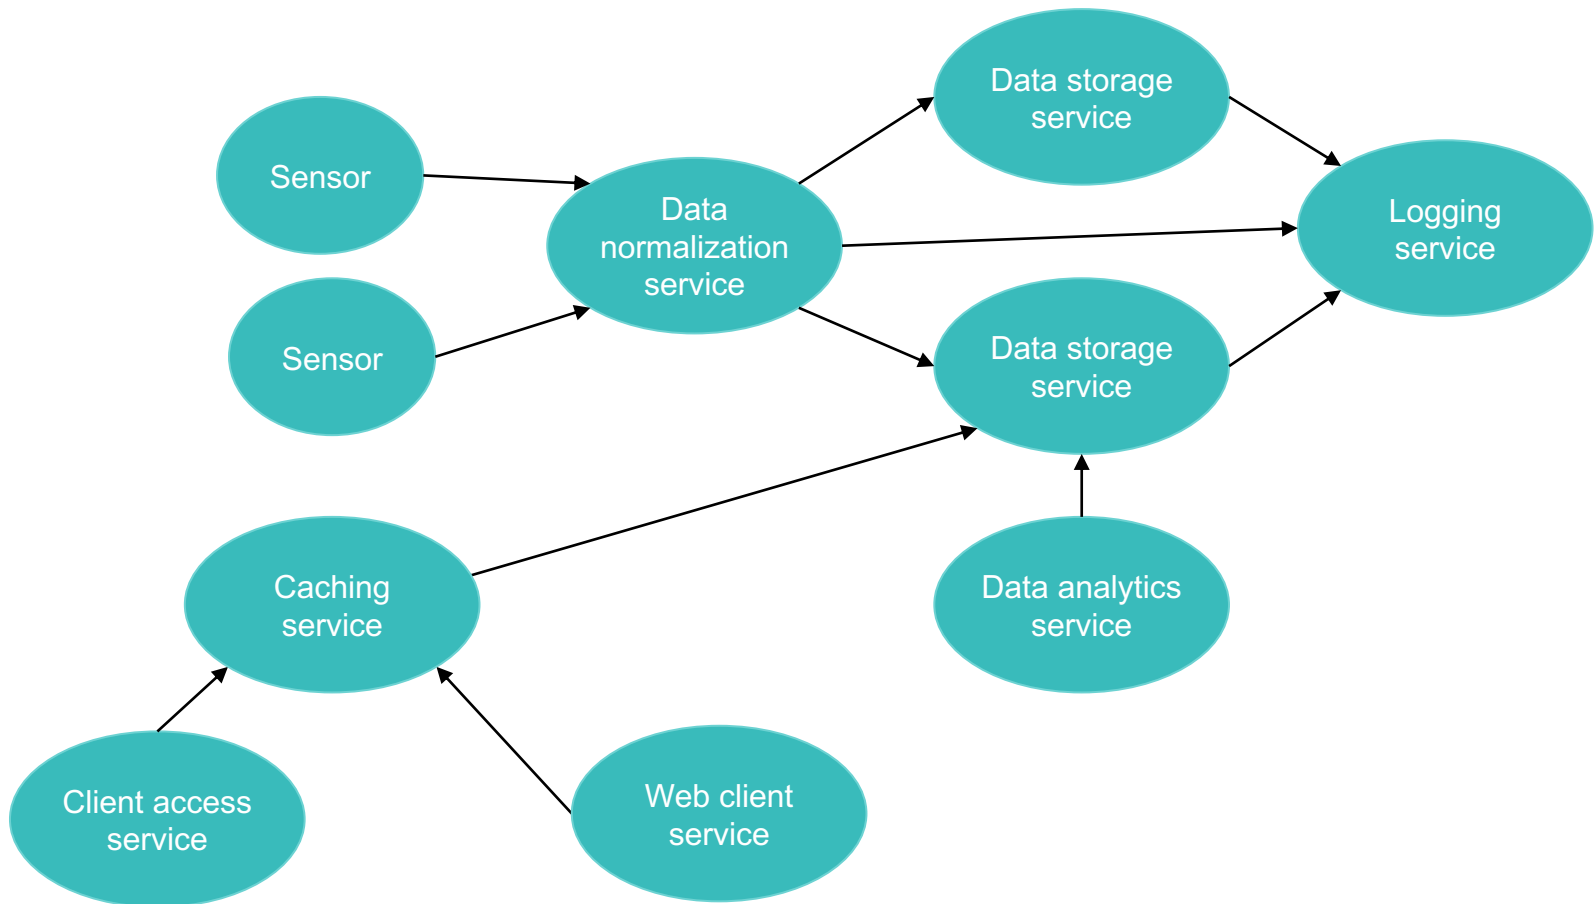 Data storage
service
Sensor
Data
normalization
service
Logging
service
Sensor
Data storage
service
Caching
service
Data analytics
service
Client access
service
Web client
service